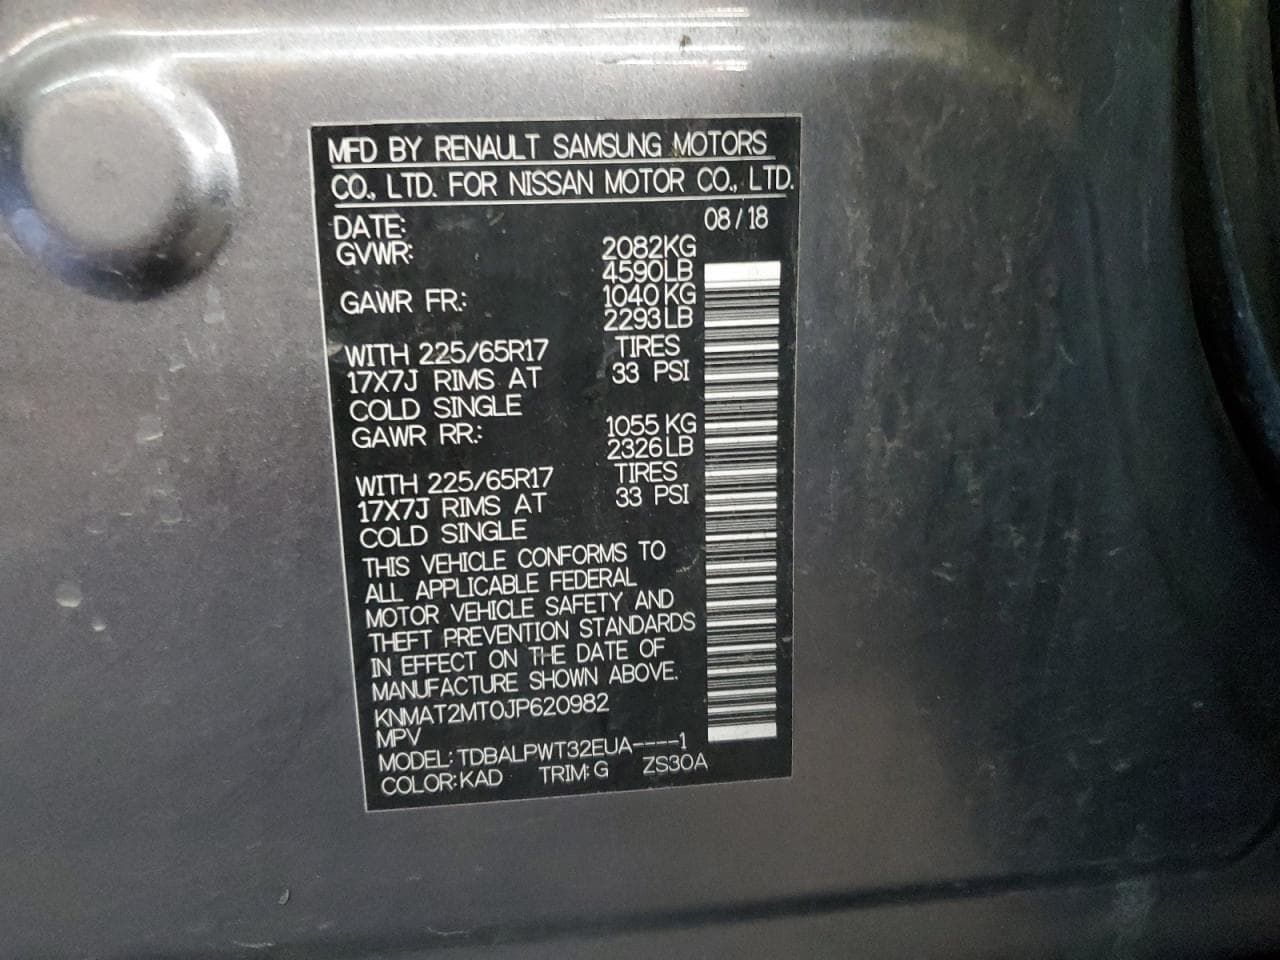 MFD BY RENAULT SAMSUNG MOTORS
CO., LTD. FOR NISSAN MOTOR CO., LTD.
DATE: 08/18
GVWR: 2082KG
4590LB
GAWR FR: 1040KG
2293LB
WITH 225/65R17 TIRES
17X7J RIMS AT 33 PSI
COLD SINGLE
GAWR RR: 1055KG
2326LB
WITH 225/65R17 TIRES
17X7J RIMS AT 33 PSI
COLD SINGLE
THIS VEHICLE CONFORMS TO
ALL APPLICABLE FEDERAL
MOTOR VEHICLE SAFETY AND
THEFT PREVENTION STANDARDS
IN EFFECT ON THE DATE OF
MANUFACTURE SHOWN ABOVE.
KNMAT2MT0JP620982
MPV
MODEL: TDBALPWT32EUA----1
COLOR:KAD TRIM:G ZS30A